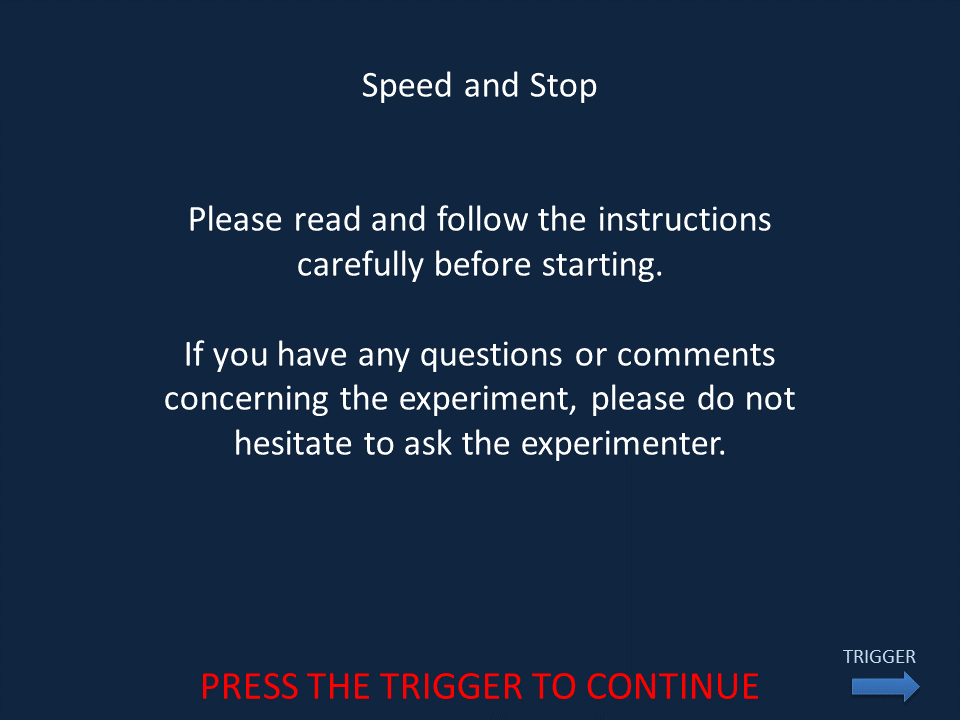 Speed and Stop
Please read and follow the instructions
carefully before starting.
If you have any questions or comments
concerning the experiment, please do not
hesitate to ask the experimenter.
TRIGGER
PRESS THE TRIGGER TO CONTINUE